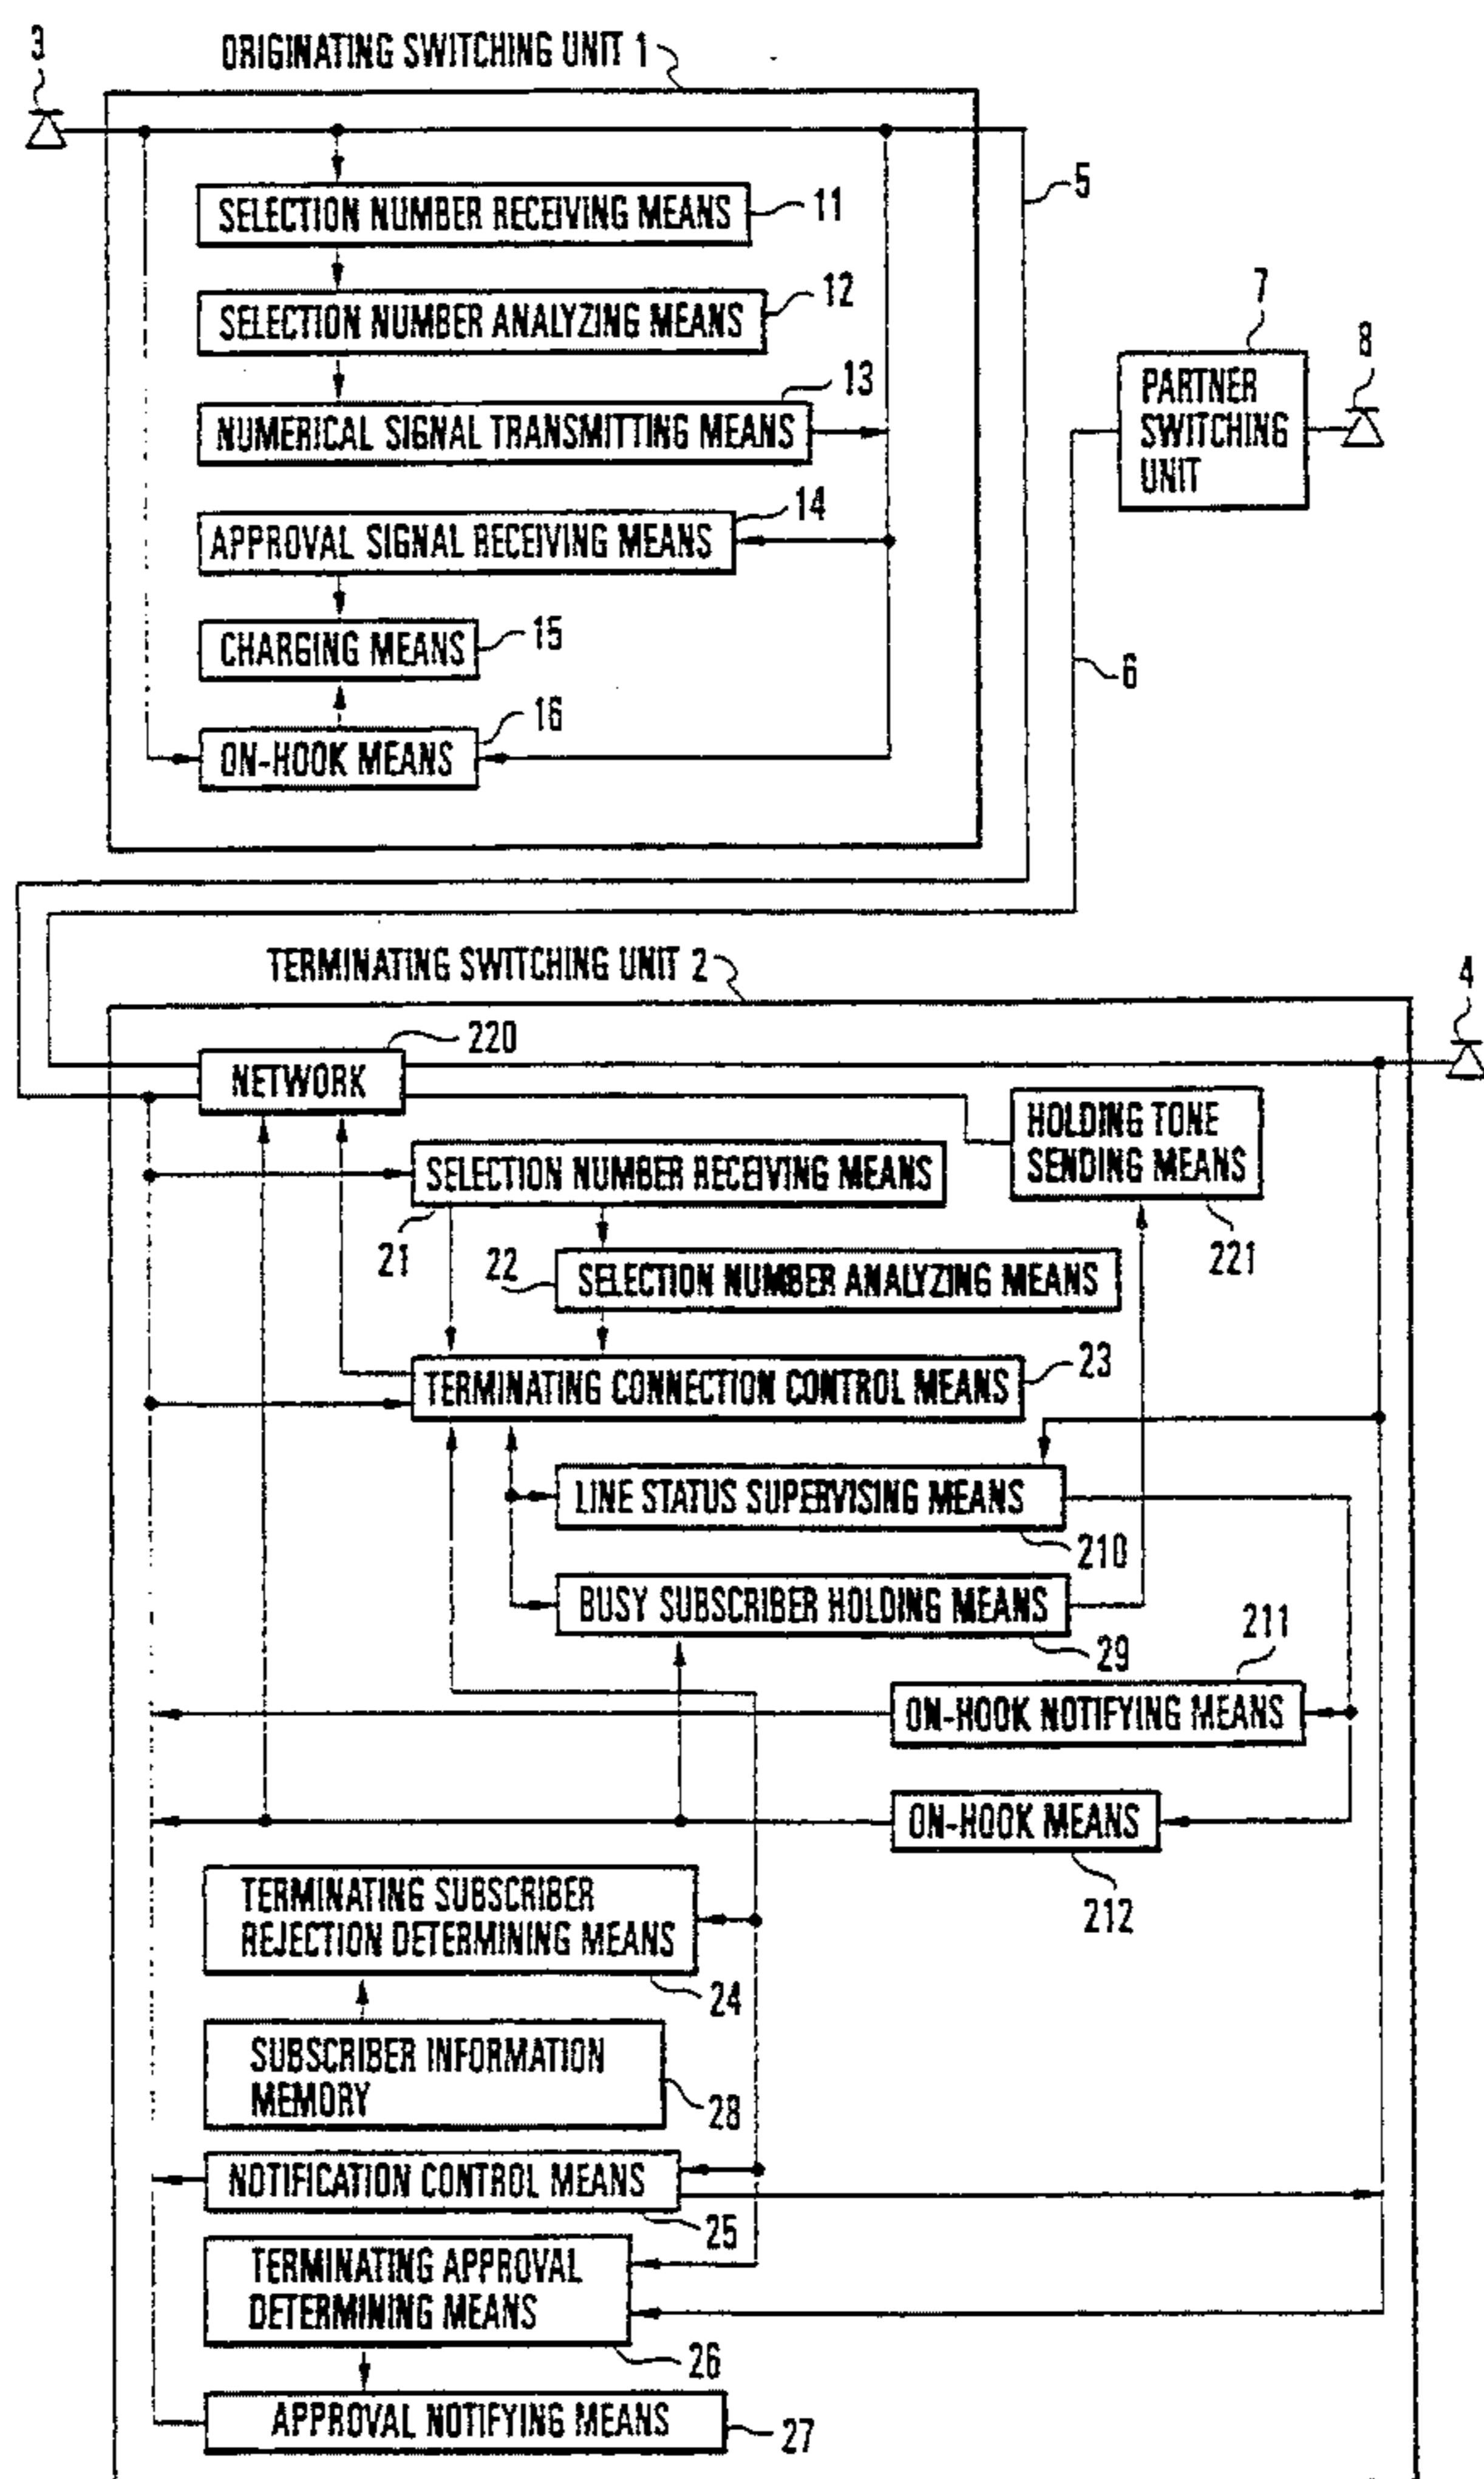 3
ORIGINATING SWITCHING UNIT 1
5
SELECTION NUMBER RECEIVING MEANS
11
SELECTION NUMBER ANALYZING MEANS
12
NUMERICAL SIGNAL TRANSMITTING MEANS
13
APPROVAL SIGNAL RECEIVING MEANS
14
CHARGING MEANS
15
ON-HOOK MEANS
16
7
8
PARTNER
SWITCHING
UNIT
6
TERMINATING SWITCHING UNIT 2
4
220
NETWORK
HOLDING TONE
SENDING MEANS
221
SELECTION NUMBER RECEIVING MEANS
21
22
SELECTION NUMBER ANALYZING MEANS
TERMINATING CONNECTION CONTROL MEANS
23
LINE STATUS SUPERVISING MEANS
210
BUSY SUBSCRIBER HOLDING MEANS
29
211
ON-HOOK NOTIFYING MEANS
ON-HOOK MEANS
212
TERMINATING SUBSCRIBER
REJECTION DETERMINING MEANS
24
SUBSCRIBER INFORMATION
MEMORY
28
NOTIFICATION CONTROL MEANS
25
TERMINATING APPROVAL
DETERMINING MEANS
26
APPROVAL NOTIFYING MEANS
27